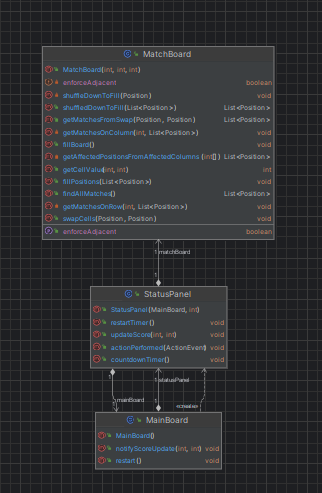 MatchBoard
MatchBoard(int, int, int)
enforceAdjacent boolean
shuffleDownToFill(Position) void
shuffledDownToFill(List<Position>) List<Position>
getMatchesFromSwap(Position, Position) List<Position>
getMatchesOnColumn(int, List<Position>) void
fillBoard() void
getAffectedPositionsFromAffectedColumns(int[]) List<Position>
getCellValue(int, int) int
fillPositions(List<Position>) void
findAllMatches() List<Position>
getMatchesOnRow(int, List<Position>) void
swapCells(Position, Position) void
enforceAdjacent boolean
1
matchBoard
1
StatusPanel
StatusPanel(MainBoard, int)
restartTimer() void
updateScore(int, int) void
actionPerformed(ActionEvent) void
countdownTimer() void
1 1
statusPanel
mainBoard
«create»
1 1
MainBoard
MainBoard()
notifyScoreUpdate(int, int) void
restart() void